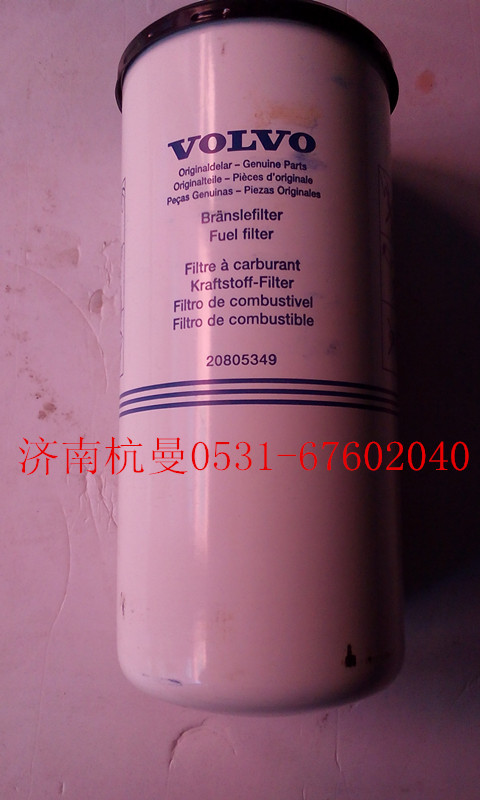 VOLVO
Originaldelar – Genuine Parts
Originalteile – Pièces d'origine
Peças Genuinas – Piezas Originales
Bränslefilter
Fuel filter
Filtre à carburant
Kraftstoff-Filter
Filtro de combustivel
Filtro de combustible
20805349
济南杭曼0531-67602040